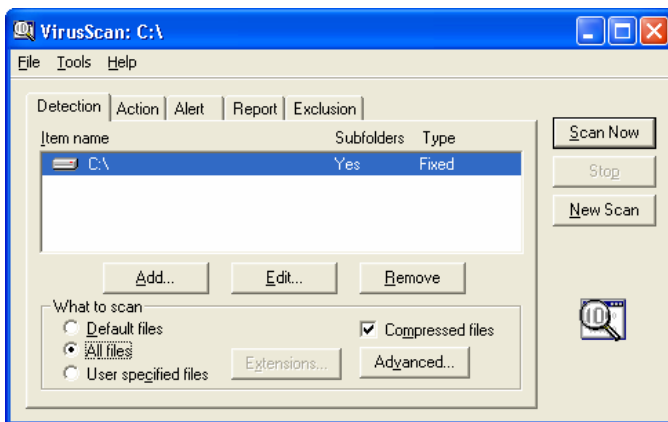 VirusScan: C:\
File Tools Help
Detection Action Alert Report Exclusion
Item name Subfolders Type
C:\ Yes Fixed
Scan Now
Stop
New Scan
Add... Edit... Remove
What to scan
Default files
Compressed files
All files
Extensions... Advanced...
User specified files